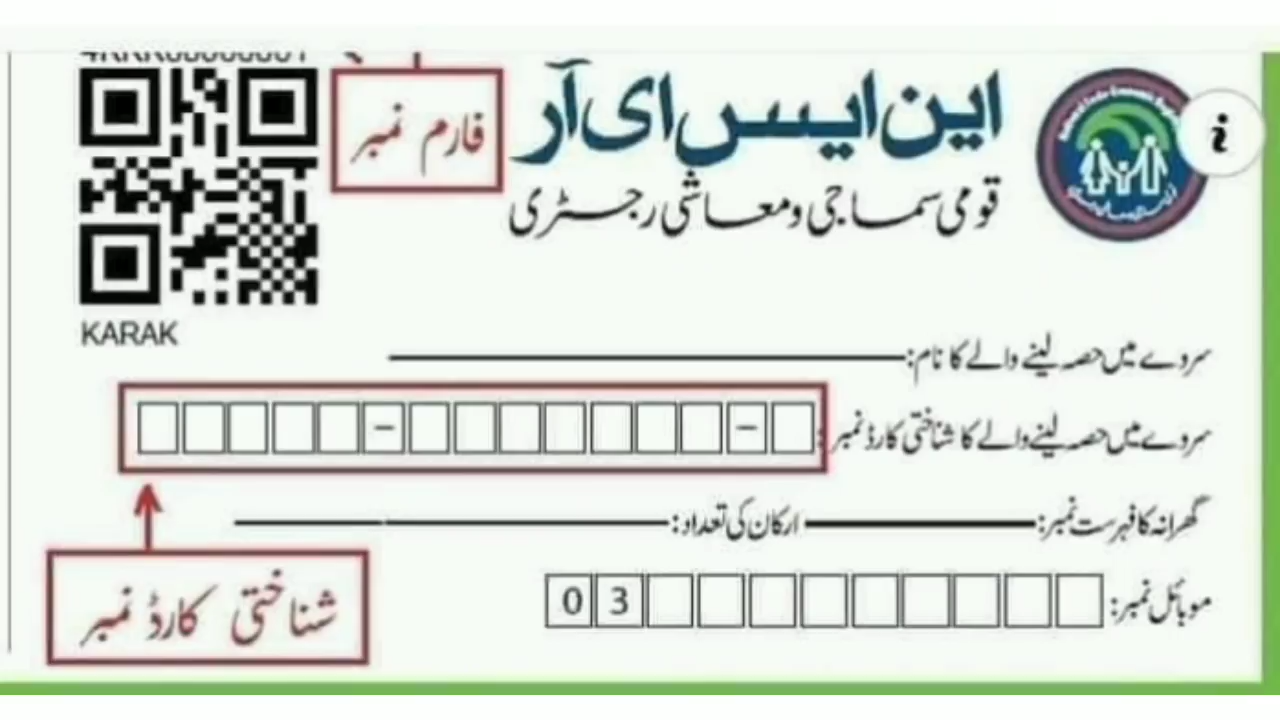 این ایس ای آر
قومی سماجی و معاشی رجسٹری
فارم نمبر
KARAK
سروے میں حصہ لینے والے کا نام:
سروے میں حصہ لینے والے کا شناختی کارڈ نمبر:
گھرانہ کا فہرست نمبر: ارکان کی تعداد:
موبائل نمبر: 03
شناختی کارڈ نمبر
i